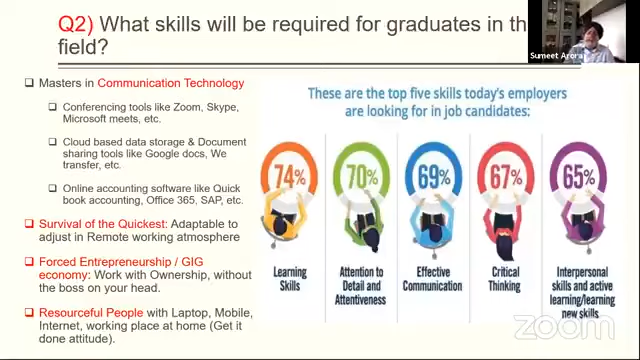 Q2) What skills will be required for graduates in th
field?
Sumeet Arora
Masters in Communication Technology
Conferencing tools like Zoom, Skype,
Microsoft meets, etc.
Cloud based data storage & Document
sharing tools like Google docs, We
transfer, etc.
Online accounting software like Quick
book accounting, Office 365, SAP, etc.
Survival of the Quickest: Adaptable to
adjust in Remote working atmosphere
Forced Entrepreneurship / GIG
economy: Work with Ownership, without
the boss on your head.
Resourceful People with Laptop, Mobile,
Internet, working place at home (Get it
done attitude).
These are the top five skills today's employers
are looking for in job candidates:
74% 70% 69% 67% 65%
Learning
Skills
Attention to
Detail and
Attentiveness
Effective
Communication
Critical
Thinking
Interpersonal
skills and active
learning/learning
new skills
zoom